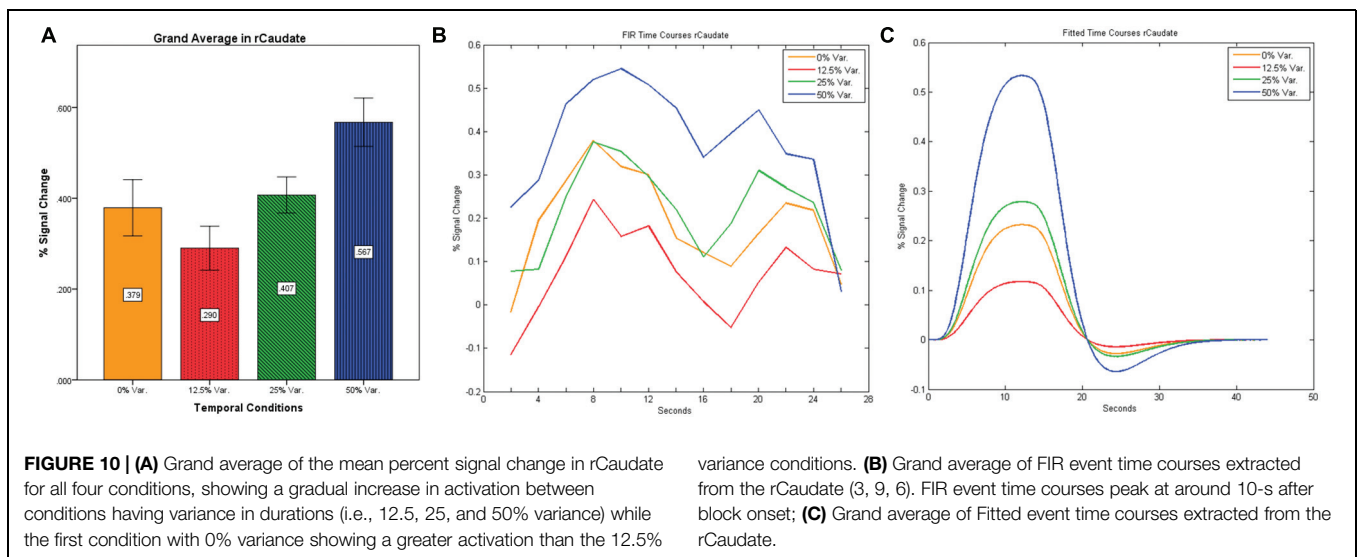 A
Grand Average in rCaudate
% Signal Change
.600
.400
.200
.000
.379
.290
.407
.567
0% Var.
12.5% Var.
25% Var.
50% Var.
Temporal Conditions
B
FIR Time Courses rCaudate
0% Var.
12.5% Var.
25% Var.
50% Var.
% Signal Change
0.6
0.5
0.4
0.3
0.2
0.1
0
-0.1
-0.2
0 4 8 12 16 20 24 28
Seconds
C
Fitted Time Courses rCaudate
0% Var.
12.5% Var.
25% Var.
50% Var.
% Signal Change
0.6
0.5
0.4
0.3
0.2
0.1
0
-0.1
0 10 20 30 40 50
Seconds
FIGURE 10 | (A) Grand average of the mean percent signal change in rCaudate
for all four conditions, showing a gradual increase in activation between
conditions having variance in durations (i.e., 12.5, 25, and 50% variance) while
the first condition with 0% variance showing a greater activation than the 12.5%
variance conditions. (B) Grand average of FIR event time courses extracted
from the rCaudate (3, 9, 6). FIR event time courses peak at around 10-s after
block onset; (C) Grand average of Fitted event time courses extracted from the
rCaudate.